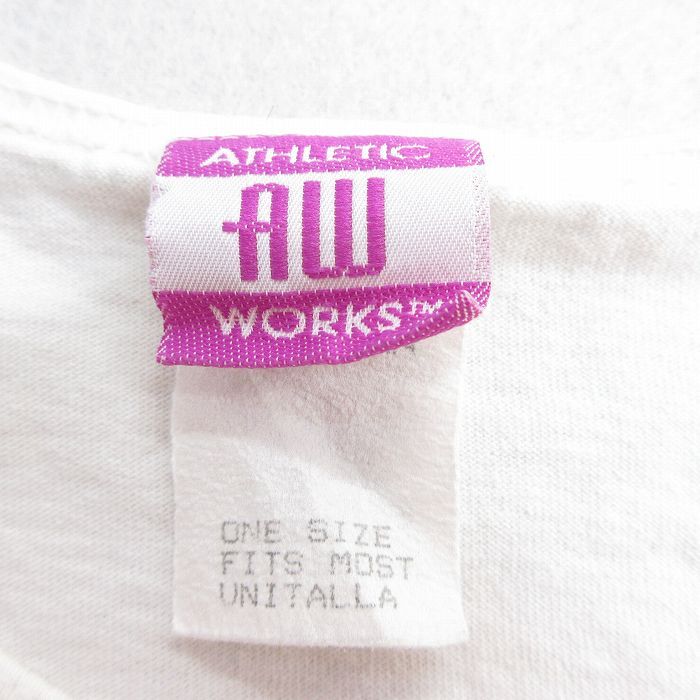 ATHLETIC
AW
WORKS™
ONE SIZE
FITS MOST
UNITALLA